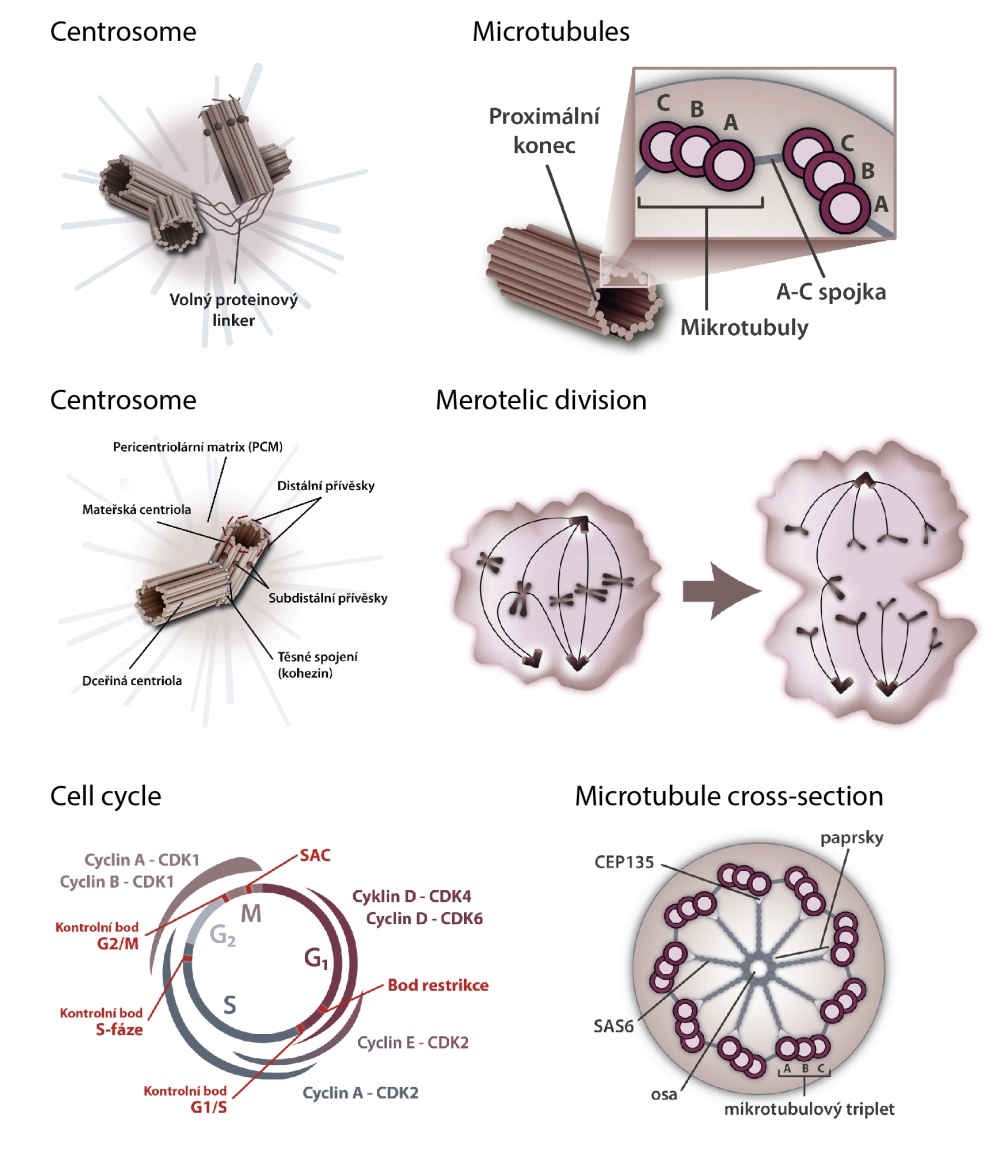 Centrosome
Volný proteinový
linker
Microtubules
Proximální
konec
C
B
A
C
B
A
A-C spojka
Mikrotubuly
Centrosome
Pericentriolární matrix (PCM)
Distální přívěsky
Mateřská centriola
Subdistální přívěsky
Těsné spojení
(kohezin)
Dceřiná centriola
Merotelic division
Cell cycle
Cyclin A - CDK1
Cyclin B - CDK1
SAC
Kontrolní bod
G2/M
M
G₂
Cyklin D - CDK4
Cyclin D - CDK6
G₁
S
Bod restrikce
Kontrolní bod
S-fáze
Cyclin E - CDK2
Cyclin A - CDK2
Kontrolní bod
G1/S
Microtubule cross-section
paprsky
CEP135
SAS6
osa
A B C
mikrotubulový triplet